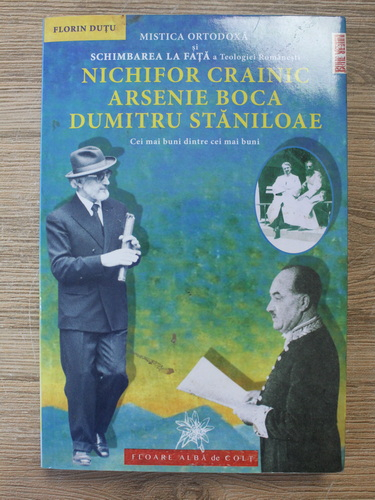 FLORIN DUȚU
MISTICA ORTODOXĂ
și
SCHIMBAREA LA FAȚĂ a Teologiei Românești
NICHIFOR CRAINIC
ARSENIE BOCA
DUMITRU STĂNILOAE
Cei mai buni dintre cei mai buni
FLOARE ALBĂ de COLȚ